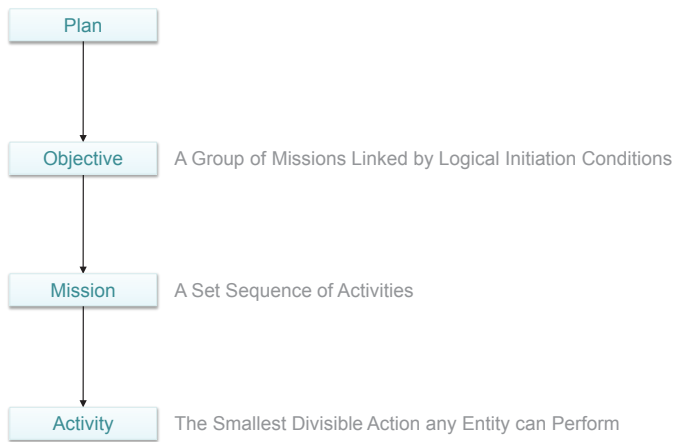 Plan
Objective
A Group of Missions Linked by Logical Initiation Conditions
Mission
A Set Sequence of Activities
Activity
The Smallest Divisible Action any Entity can Perform